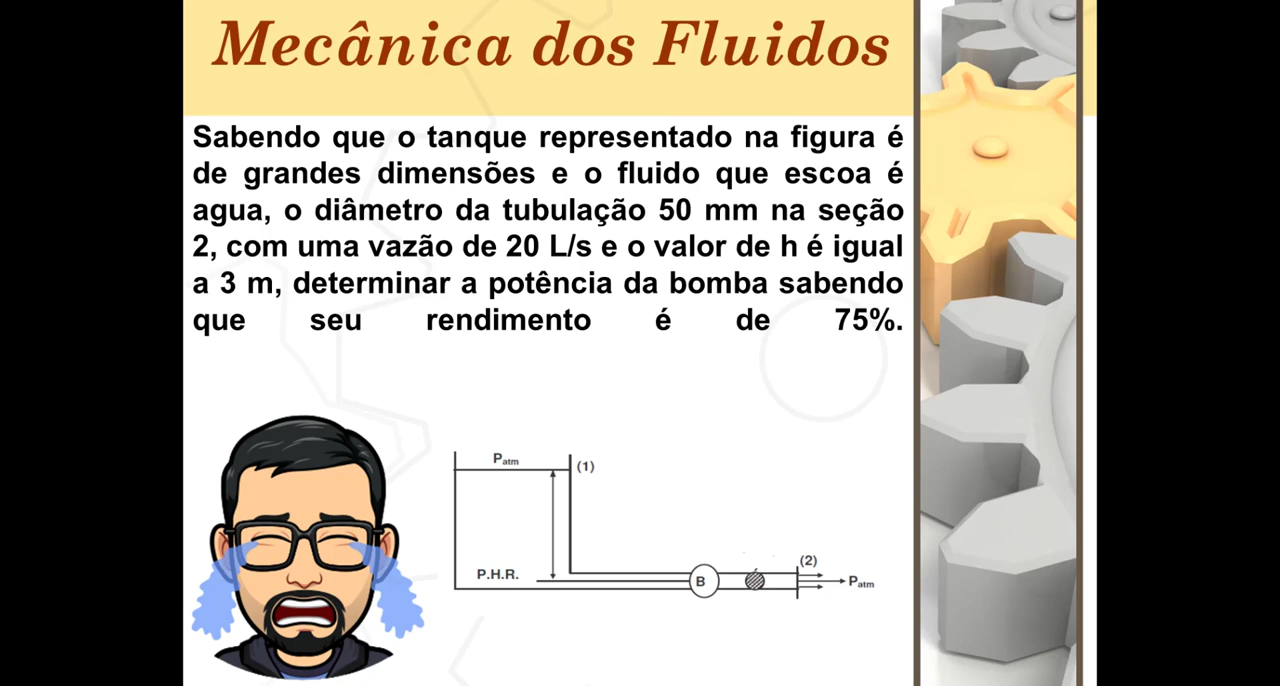 Mecânica dos Fluidos
Sabendo que o tanque representado na figura é
de grandes dimensões e o fluido que escoa é
agua, o diâmetro da tubulação 50 mm na seção
2, com uma vazão de 20 L/s e o valor de h é igual
a 3 m, determinar a potência da bomba sabendo
que seu rendimento é de 75%.
Patm
(1)
(2)
P.H.R.
B
Patm